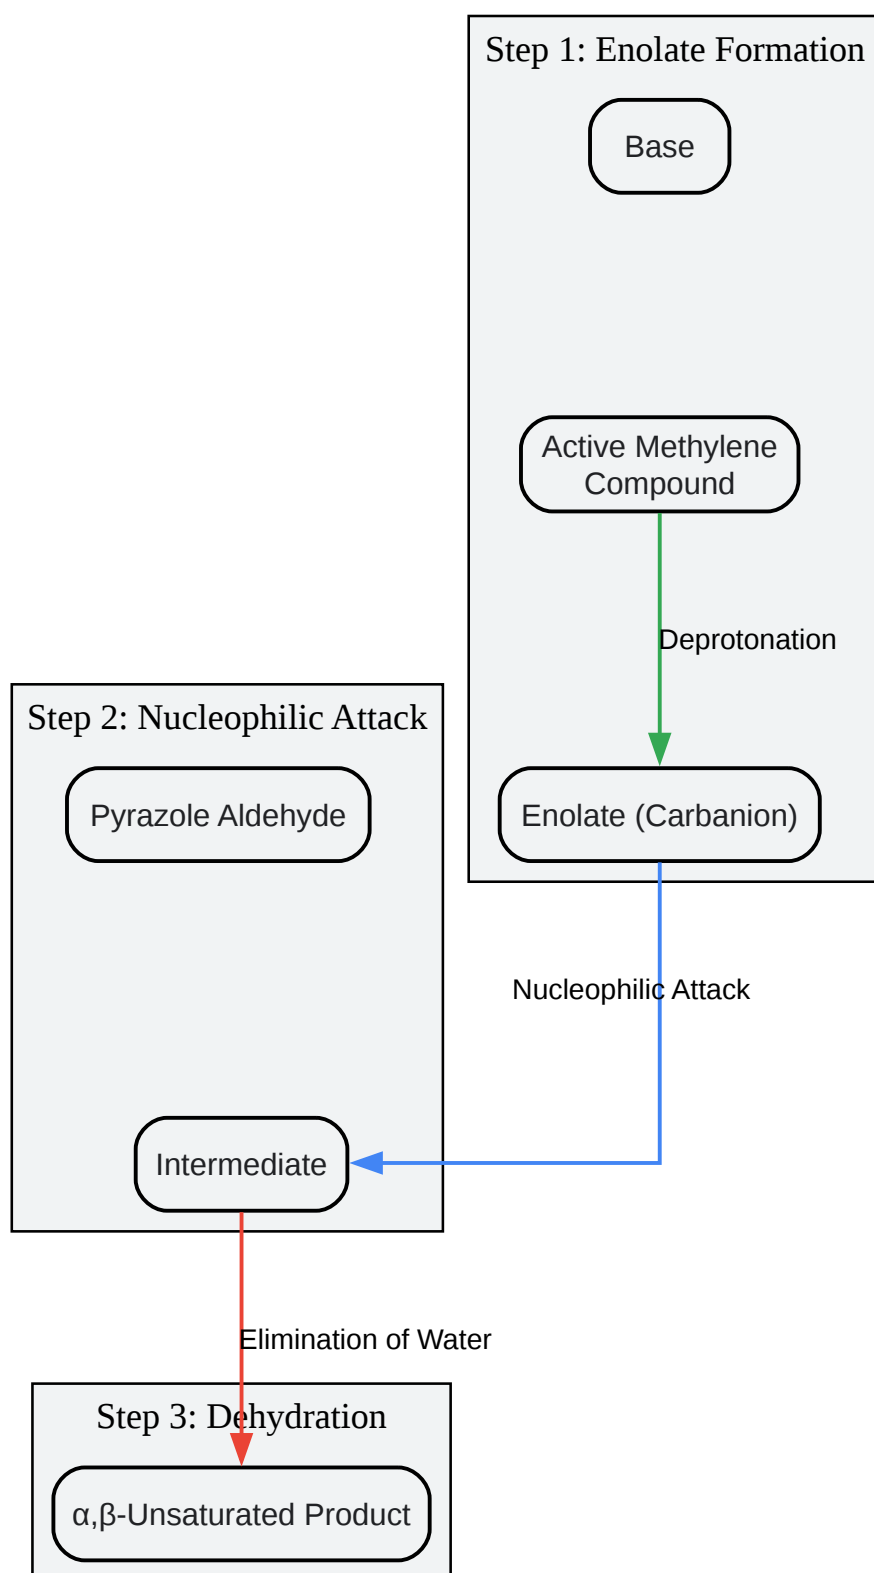 Step 1: Enolate Formation
Base
Active Methylene
Compound
Deprotonation
Step 2: Nucleophilic Attack
Pyrazole Aldehyde
Enolate (Carbanion)
Nucleophilic Attack
Intermediate
Elimination of Water
Step 3: Dehydration
α,β-Unsaturated Product